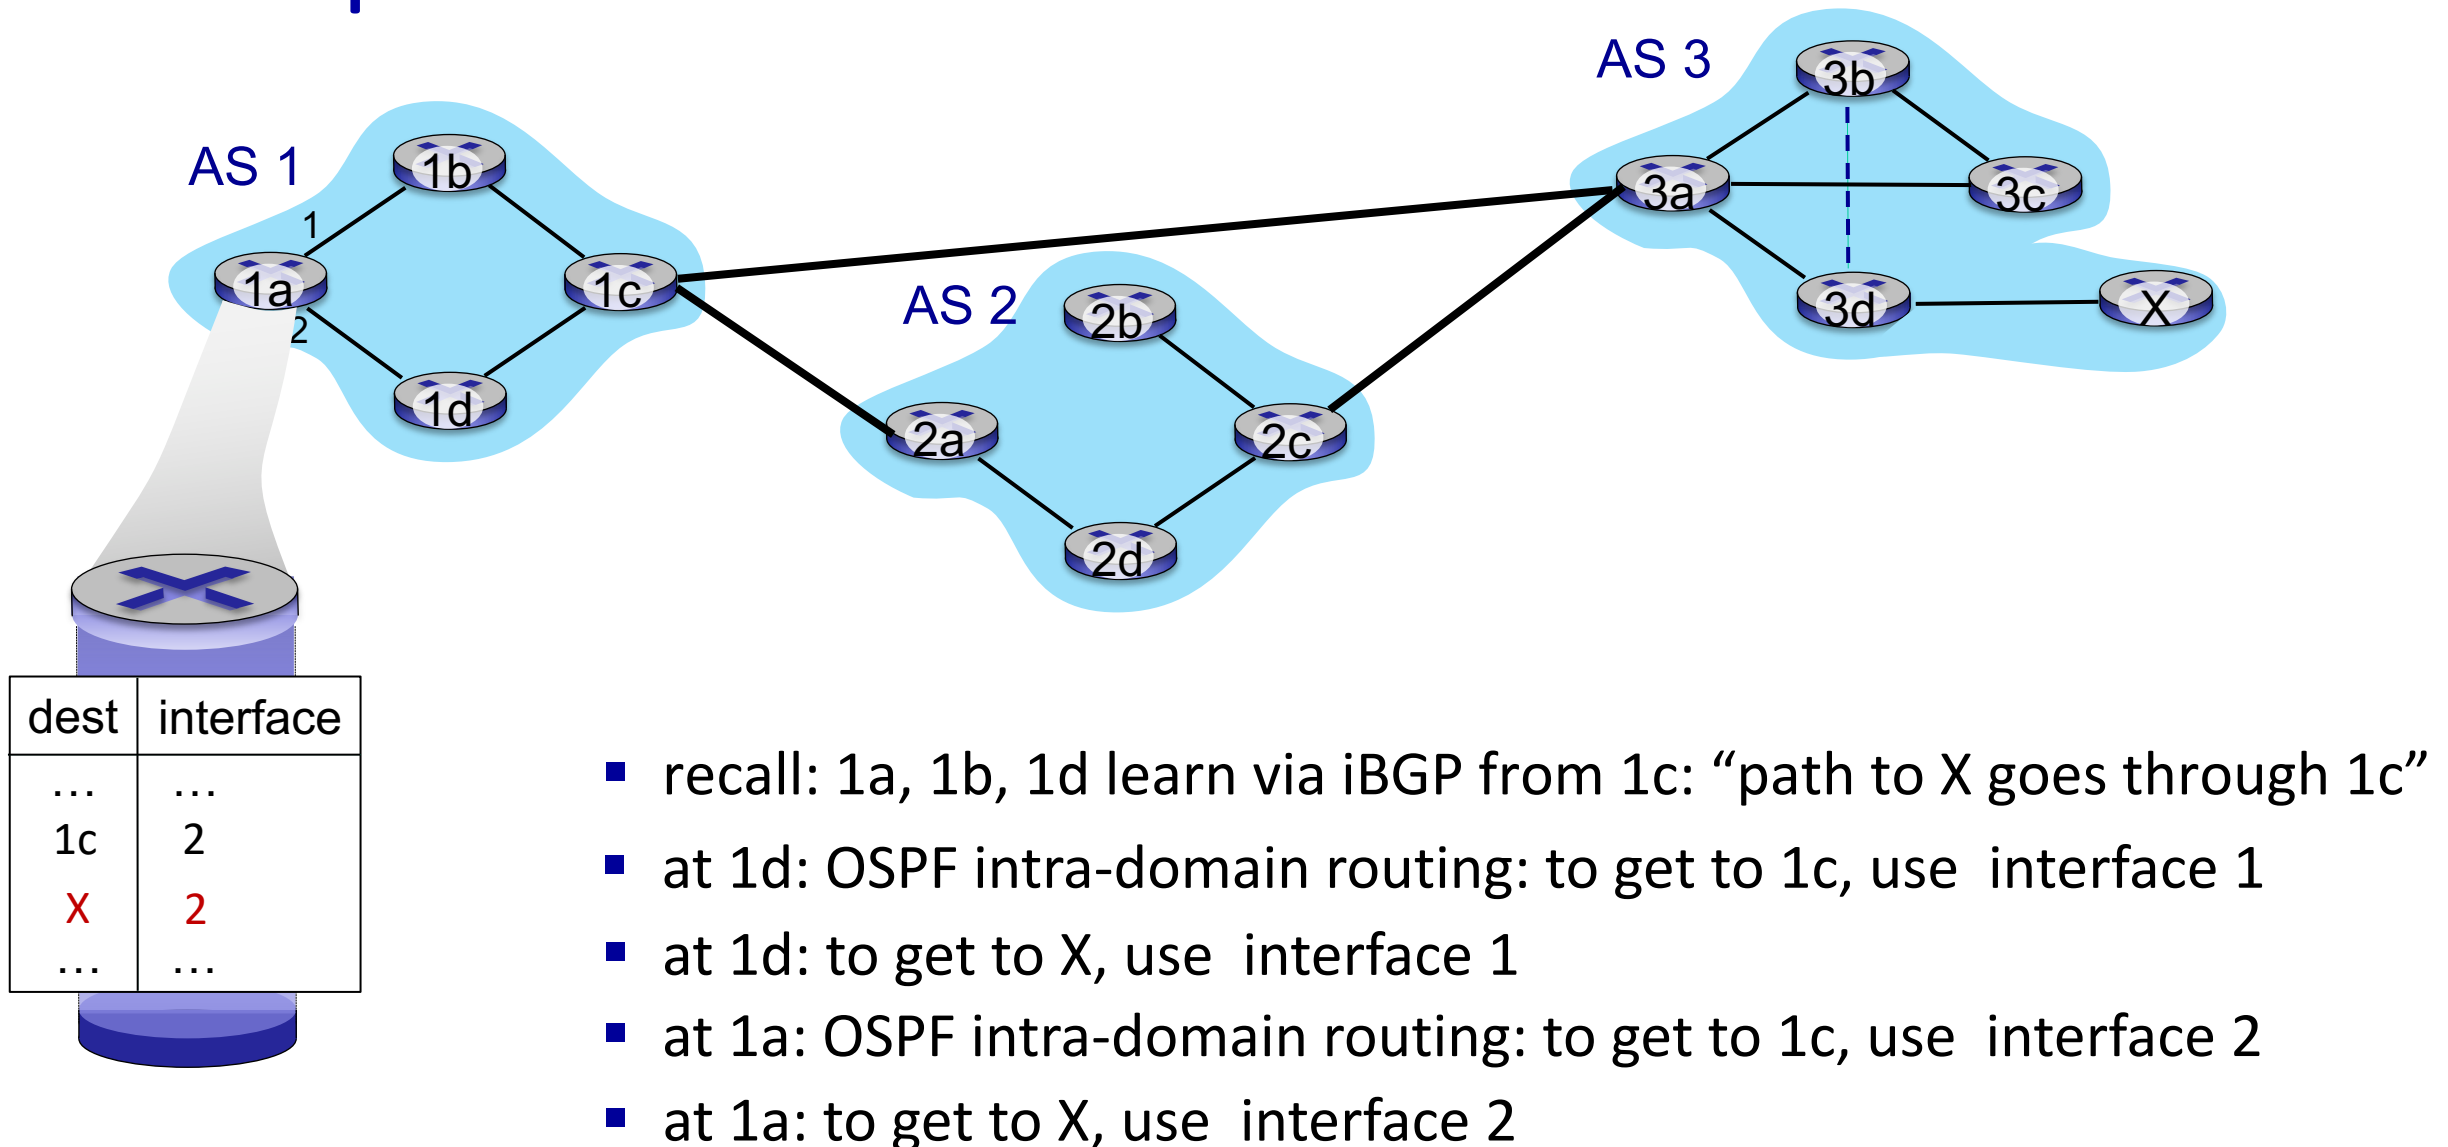 AS 3
3b
AS 1
1b
3a
3c
1
1a
1c
AS 2
2b
3d
X
2
1d
2a
2c
2d
dest interface
... ...
1c 2
X 2
... ...
▪ recall: 1a, 1b, 1d learn via iBGP from 1c: “path to X goes through 1c”
▪ at 1d: OSPF intra-domain routing: to get to 1c, use  interface 1
▪ at 1d: to get to X, use  interface 1
▪ at 1a: OSPF intra-domain routing: to get to 1c, use  interface 2
▪ at 1a: to get to X, use  interface 2